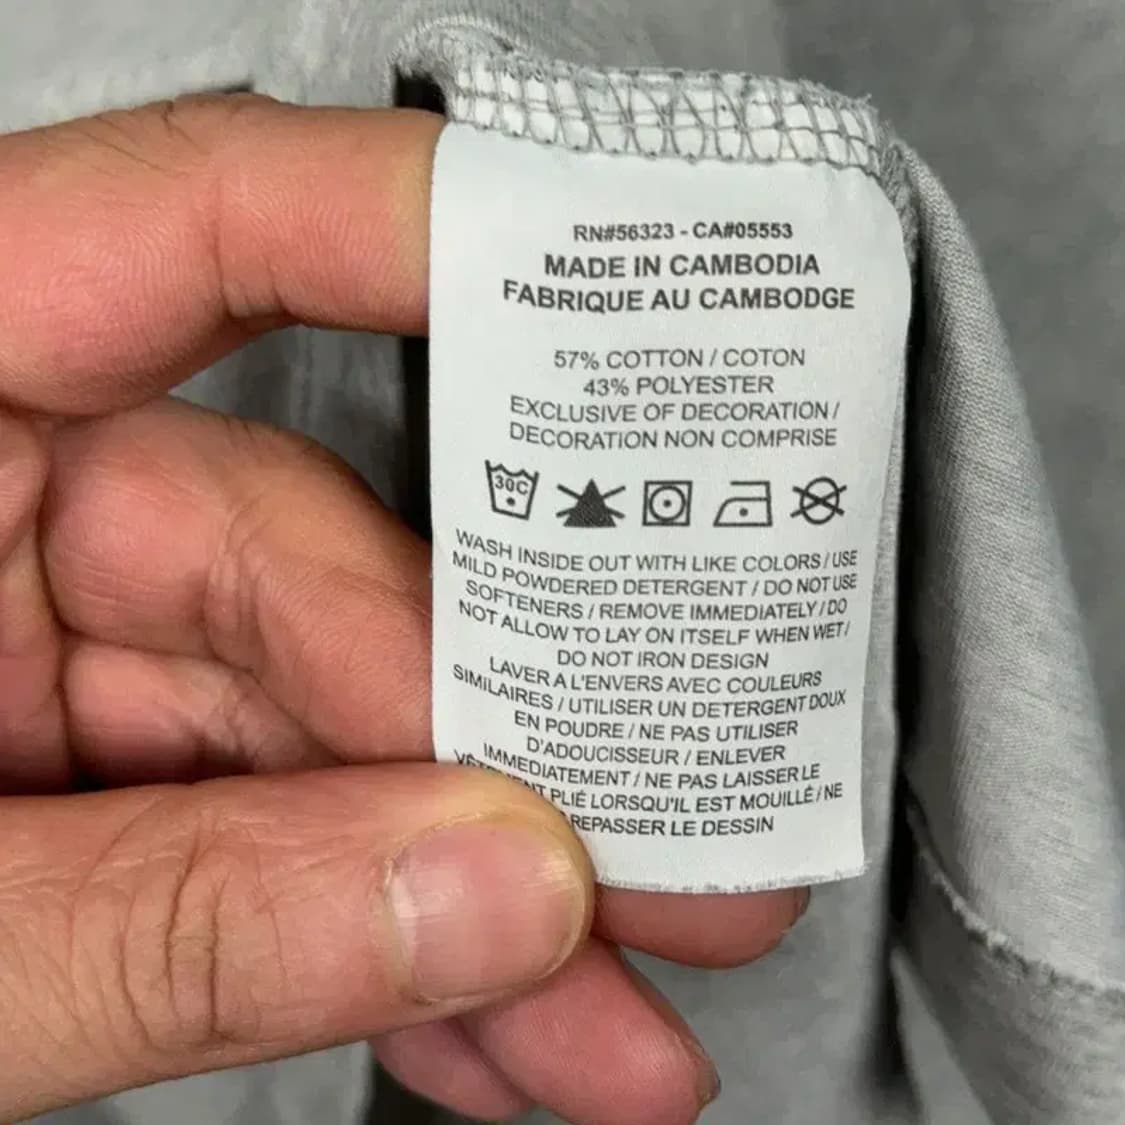 RN#56323 - CA#05553
MADE IN CAMBODIA
FABRIQUE AU CAMBODGE
57% COTTON / COTON
43% POLYESTER
EXCLUSIVE OF DECORATION /
DECORATION NON COMPRISE
30C
WASH INSIDE OUT WITH LIKE COLORS / USE
MILD POWDERED DETERGENT / DO NOT USE
SOFTENERS / REMOVE IMMEDIATELY / DO
NOT ALLOW TO LAY ON ITSELF WHEN WET /
DO NOT IRON DESIGN
LAVER A L'ENVERS AVEC COULEURS
SIMILAIRES / UTILISER UN DETERGENT DOUX
EN POUDRE / NE PAS UTILISER
D'ADOUCISSEUR / ENLEVER
IMMEDIATEMENT / NE PAS LAISSER LE
PLIÉ LORSQU'IL EST MOUILLÉ / NE
REPASSER LE DESSIN